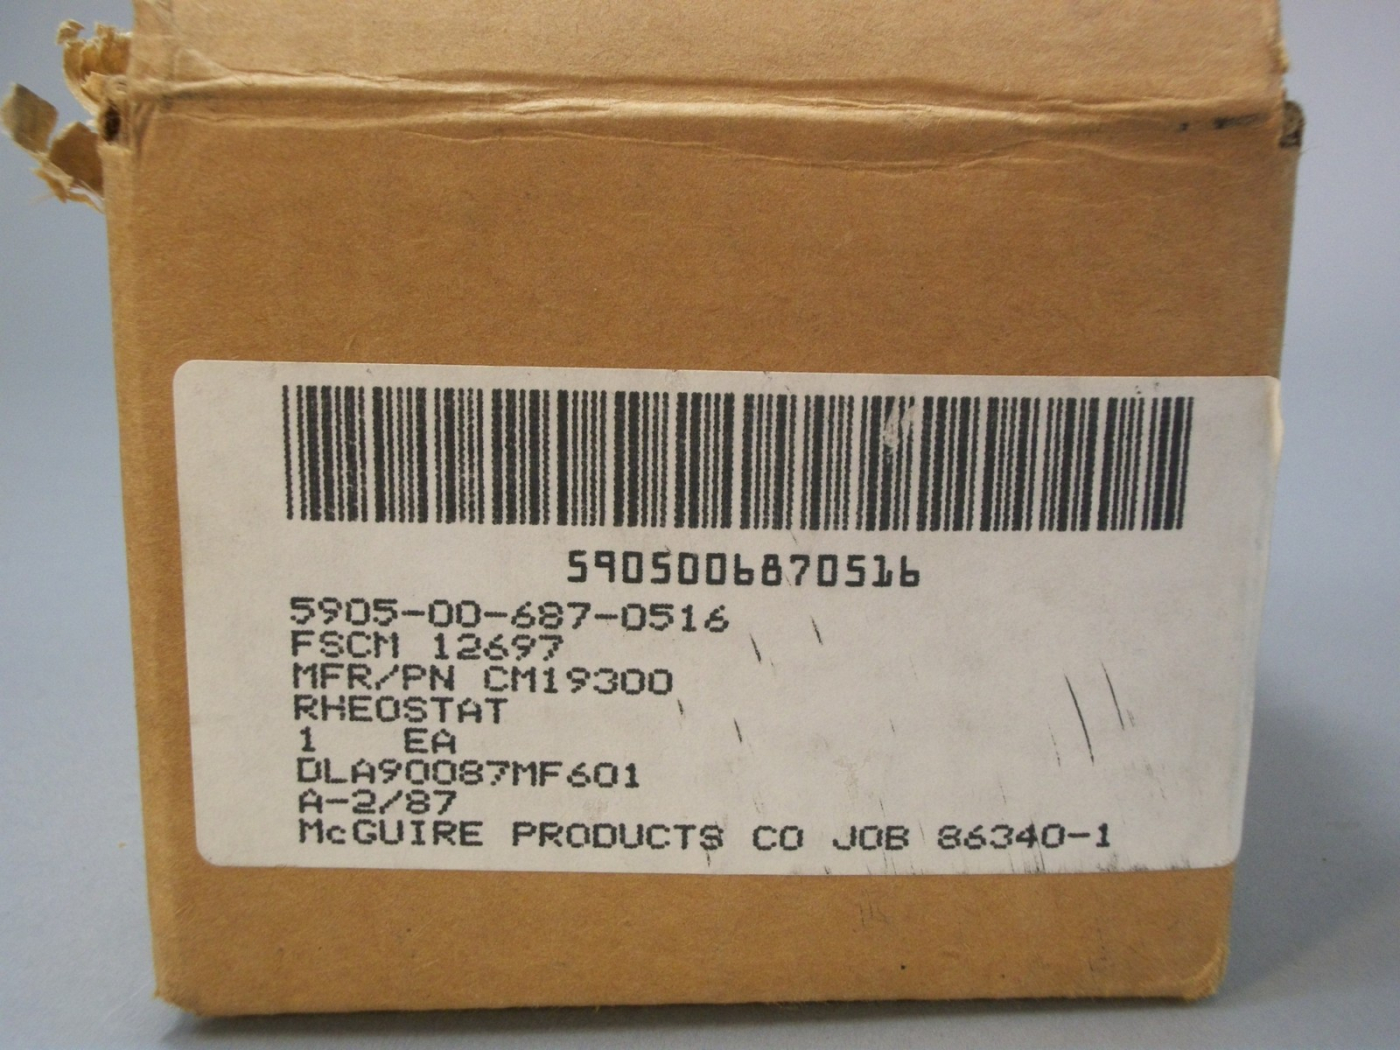 5905006870516
5905-00-687-0516
FSCM 12697
MFR/PN CM19300
RHEOSTAT
1 EA
DLA90087MF601
A-2/87
McGUIRE PRODUCTS CO JOB 86340-1